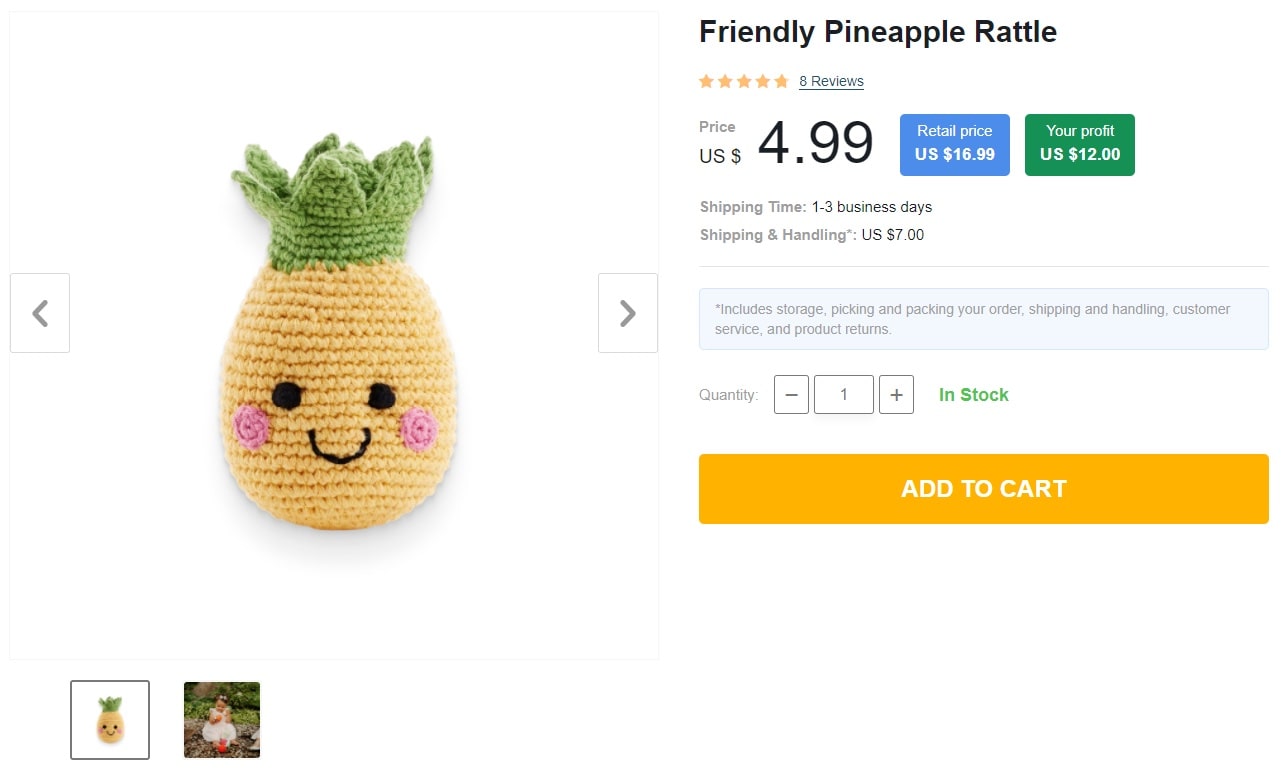 Friendly Pineapple Rattle
8 Reviews
Price
US $ 4.99
Retail price
US $16.99
Your profit
US $12.00
Shipping Time: 1-3 business days
Shipping & Handling*: US $7.00
*Includes storage, picking and packing your order, shipping and handling, customer
service, and product returns.
Quantity: − 1 + In Stock
ADD TO CART